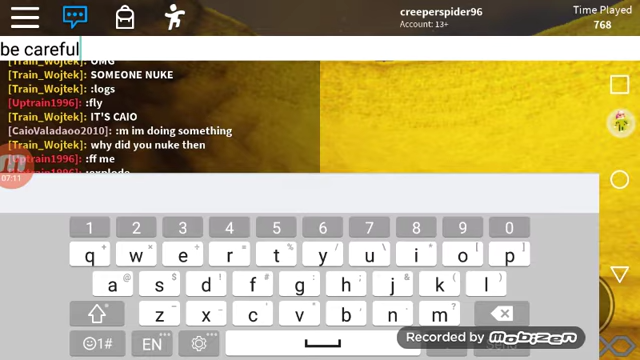 creeperspider96
Account: 13+
Time Played
768
be careful
[Train_Wojtek]: OMG
[Train_Wojtek]: SOMEONE NUKE
[Train_Wojtek]: :logs
[Uptrain1996]: :fly
[Train_Wojtek]: IT'S CAIO
[CaioValadaoo2010]: :m im doing something
[Train_Wojtek]: why did you nuke then
[Uptrain1996]: :ff me
:explode
07:11
1 2 3 4 5 6 7 8 9 0
q w e r t y u i o p
a s d f g h j k l
z x c v b n m
1# EN
Recorded by Mobizen